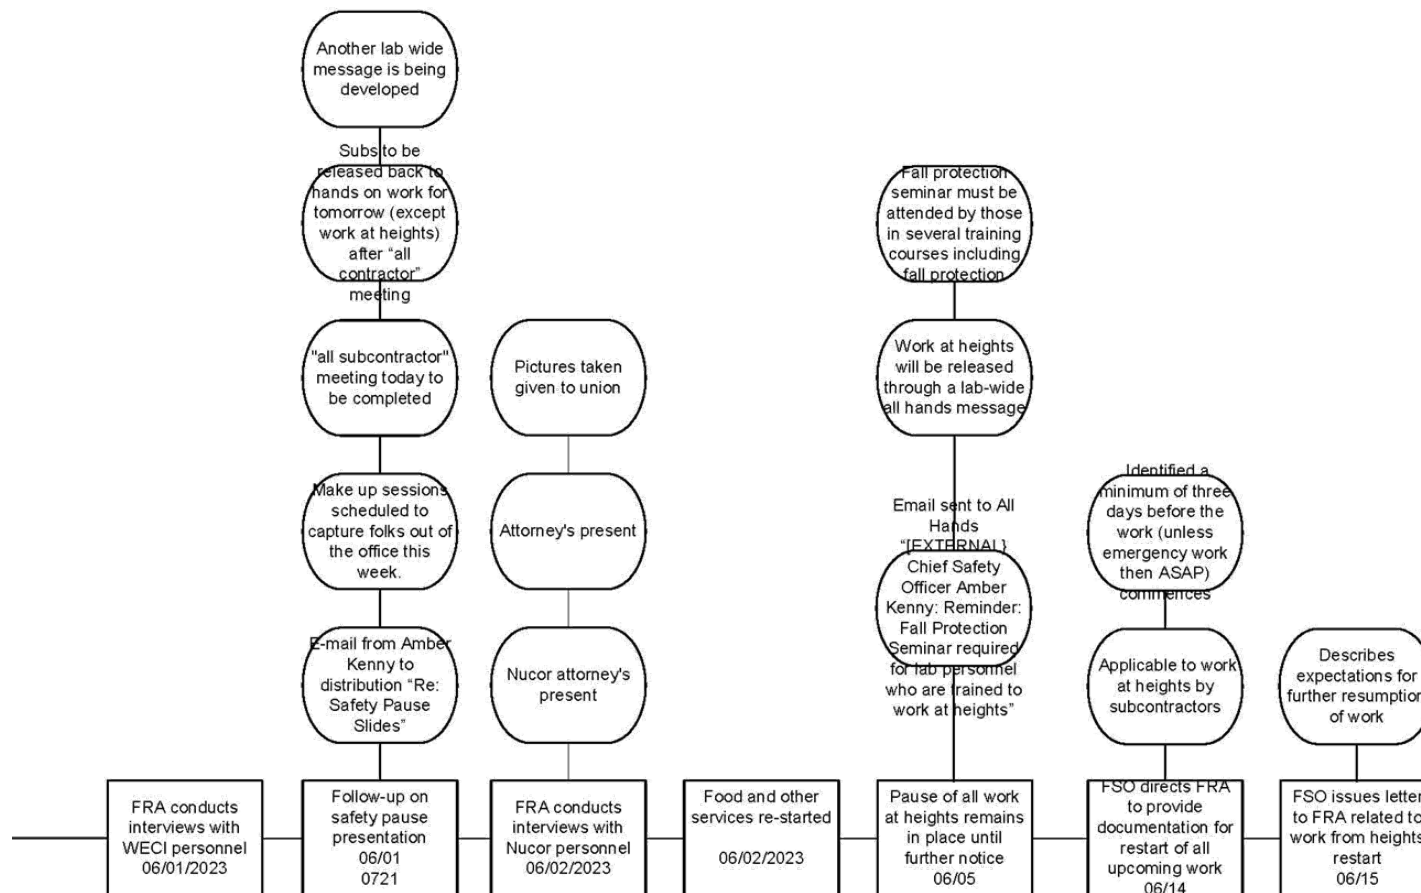 Another lab wide
message is being
developed
Subs to be
released back to
hands on work for
tomorrow (except
work at heights)
after “all
contractor”
meeting
"all subcontractor"
meeting today to
be completed
Make up sessions
scheduled to
capture folks out of
the office this
week.
E-mail from Amber
Kenny to
distribution “Re:
Safety Pause
Slides”
Pictures taken
given to union
Attorney's present
Nucor attorney's
present
Fall protection
seminar must be
attended by those
in several training
courses including
fall protection
Work at heights
will be released
through a lab-wide
all hands message
Email sent to All
Hands
“[EXTERNAL}
Chief Safety
Officer Amber
Kenny: Reminder:
Fall Protection
Seminar required
for lab personnel
who are trained to
work at heights”
Identified a
minimum of three
days before the
work (unless
emergency work
then ASAP)
commences
Applicable to work
at heights by
subcontractors
Describes
expectations for
further resumption
of work
FRA conducts
interviews with
WECI personnel
06/01/2023
Follow-up on
safety pause
presentation
06/01
0721
FRA conducts
interviews with
Nucor personnel
06/02/2023
Food and other
services re-started
06/02/2023
Pause of all work
at heights remains
in place until
further notice
06/05
FSO directs FRA
to provide
documentation for
restart of all
upcoming work
06/14
FSO issues letter
to FRA related to
work from heights
restart
06/15